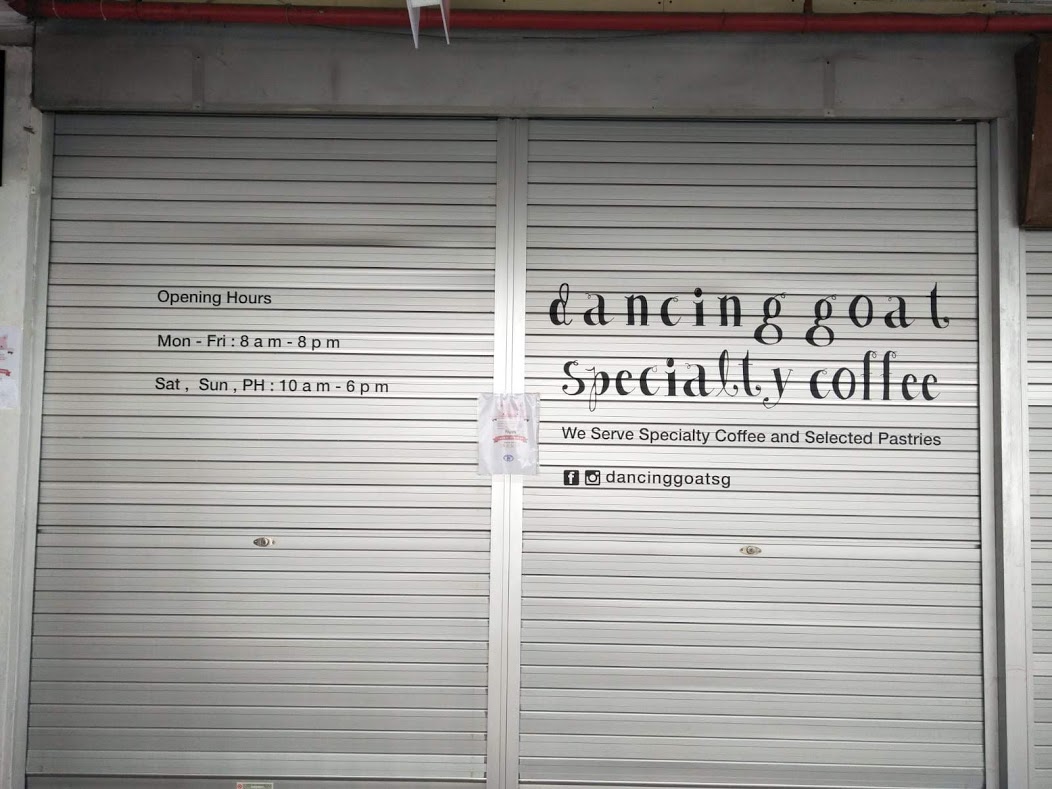 Opening Hours
Mon - Fri : 8 a m - 8 p m
Sat , Sun , PH : 10 a m - 6 p m
dancing goat
specialty coffee
We Serve Specialty Coffee and Selected Pastries
dancinggoatsg